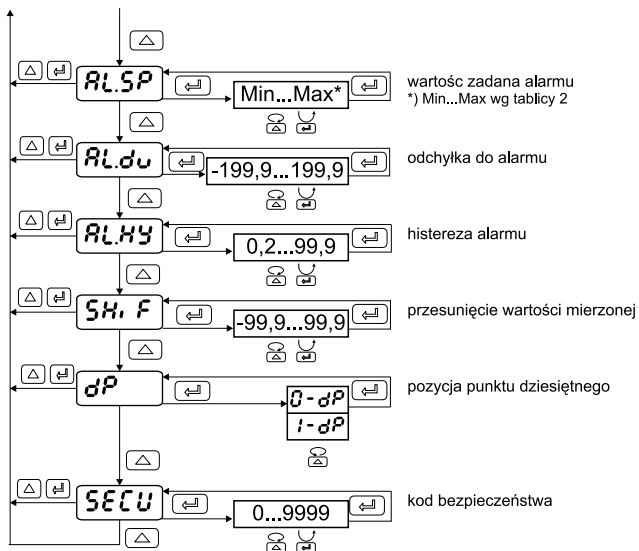 AL.SP Min...Max* wartośc zadana alarmu
*) Min...Max wg tablicy 2
AL.du -199,9...199,9 odchyłka do alarmu
AL.HY 0,2...99,9 histereza alarmu
SHi F -99,9...99,9 przesunięcie wartości mierzonej
dP 0-dP pozycja punktu dziesiętnego
1-dP
SECU 0...9999 kod bezpieczeństwa